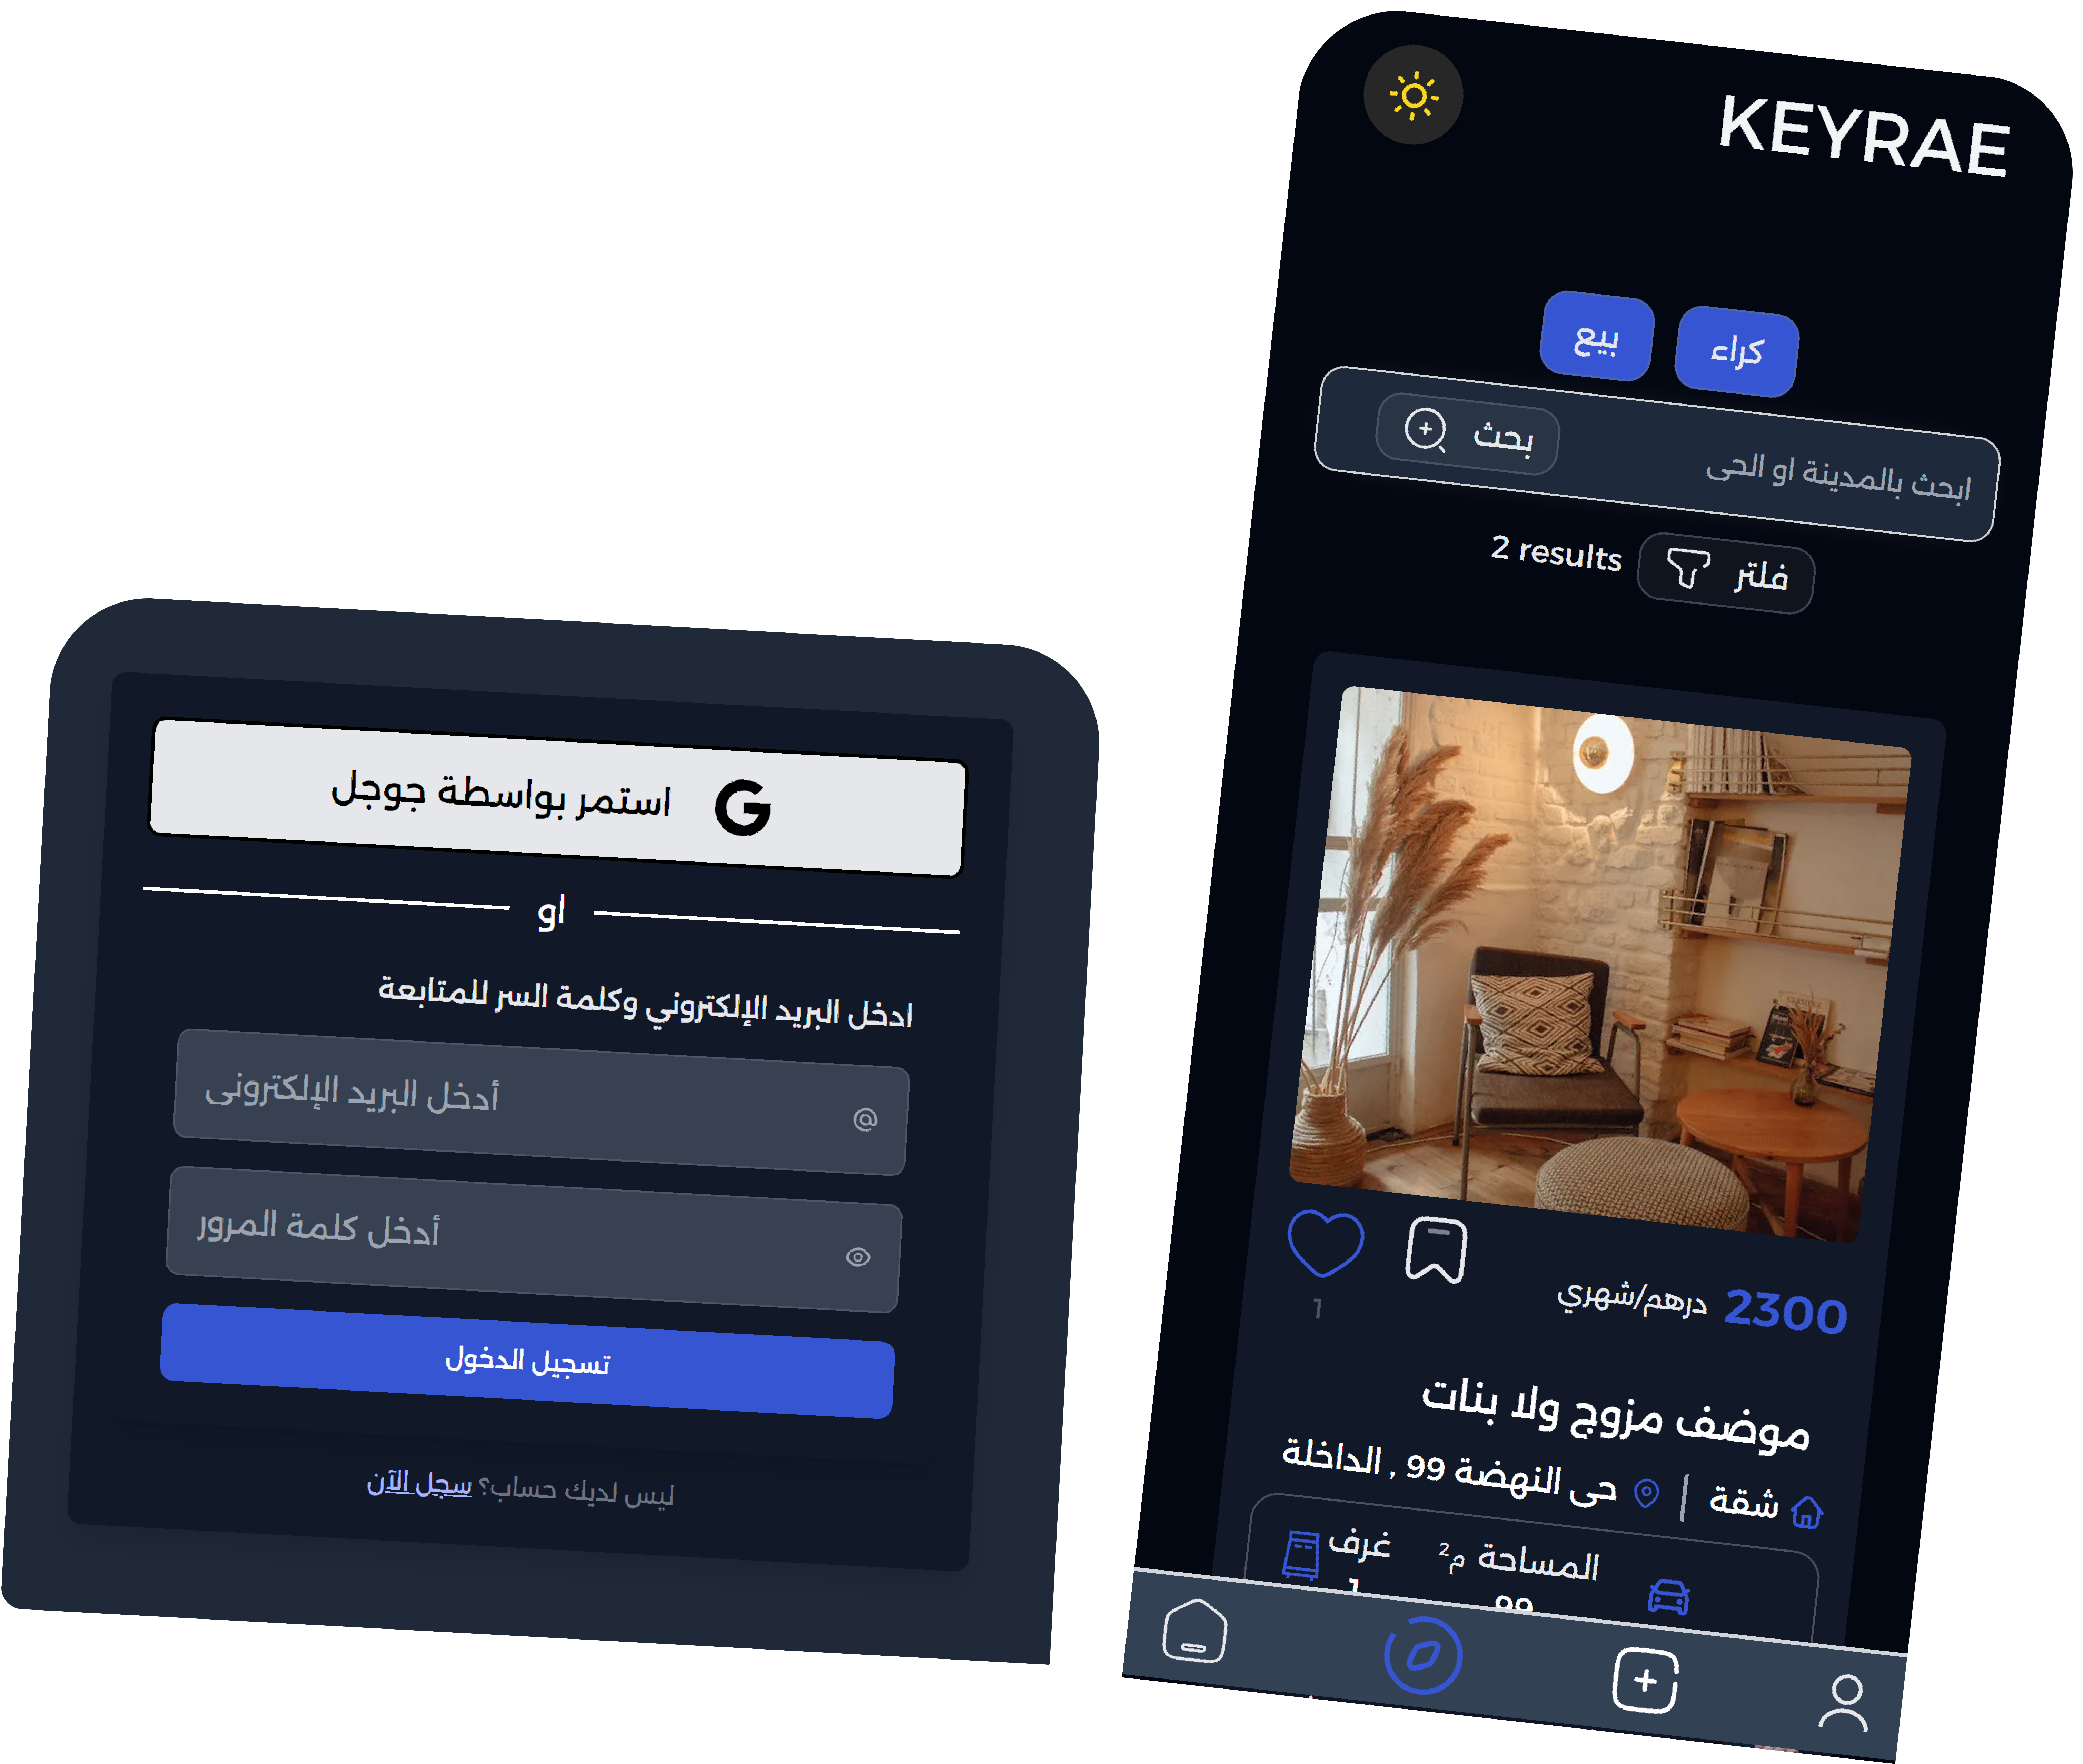 استمر بواسطة جوجل
او
ادخل البريد الإلكتروني وكلمة السر للمتابعة
أدخل البريد الإلكترونى
أدخل كلمة المرور
تسجيل الدخول
ليس لديك حساب؟ سجل الآن
KEYRAE
كراء
بيع
ابحث بالمدينة او الحى
بحث
فلتر
2 results
2300 درهم/شهري
1
موضف مزوج ولا بنات
شقة | حى النهضة 99 , الداخلة
المساحة م² غرف
99 1